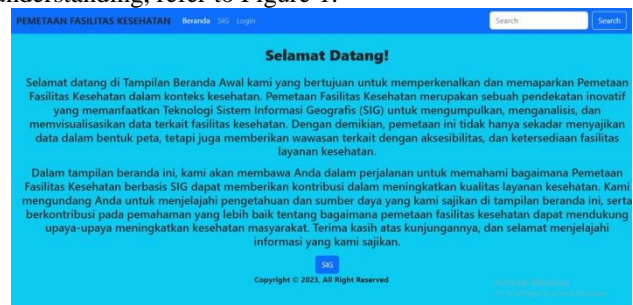 understanding, refer to Figure 1.
PEMETAAN FASILITAS KESEHATAN Beranda SIG Login Search Search
Selamat Datang!
Selamat datang di Tampilan Beranda Awal kami yang bertujuan untuk memperkenalkan dan memaparkan Pemetaan
Fasilitas Kesehatan dalam konteks kesehatan. Pemetaan Fasilitas Kesehatan merupakan sebuah pendekatan inovatif
yang memanfaatkan Teknologi Sistem Informasi Geografis (SIG) untuk mengumpulkan, menganalisis, dan
memvisualisasikan data terkait fasilitas kesehatan. Dengan demikian, pemetaan ini tidak hanya sekadar menyajikan
data dalam bentuk peta, tetapi juga memberikan wawasan terkait dengan aksesibilitas, dan ketersediaan fasilitas
layanan kesehatan.
Dalam tampilan beranda ini, kami akan membawa Anda dalam perjalanan untuk memahami bagaimana Pemetaan
Fasilitas Kesehatan berbasis SIG dapat memberikan kontribusi dalam meningkatkan kualitas layanan kesehatan. Kami
mengundang Anda untuk menjelajahi pengetahuan dan sumber daya yang kami sajikan di tampilan beranda ini, serta
berkontribusi pada pemahaman yang lebih baik tentang bagaimana pemetaan fasilitas kesehatan dapat mendukung
upaya-upaya meningkatkan kesehatan masyarakat. Terima kasih atas kunjungannya, dan selamat menjelajahi
informasi yang kami sajikan.
SIG
Copyright © 2023, All Right Reserved